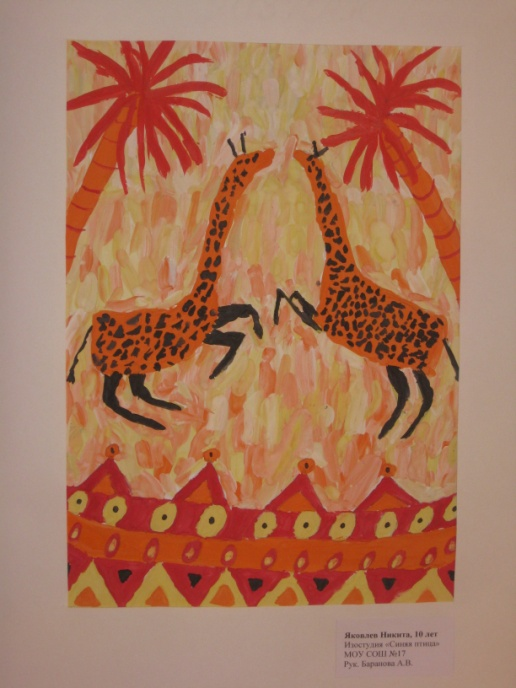 Яковлев Никита, 10 лет
Изостудия «Синяя птица»
МОУ СОШ №17
Рук. Баранова А.В.